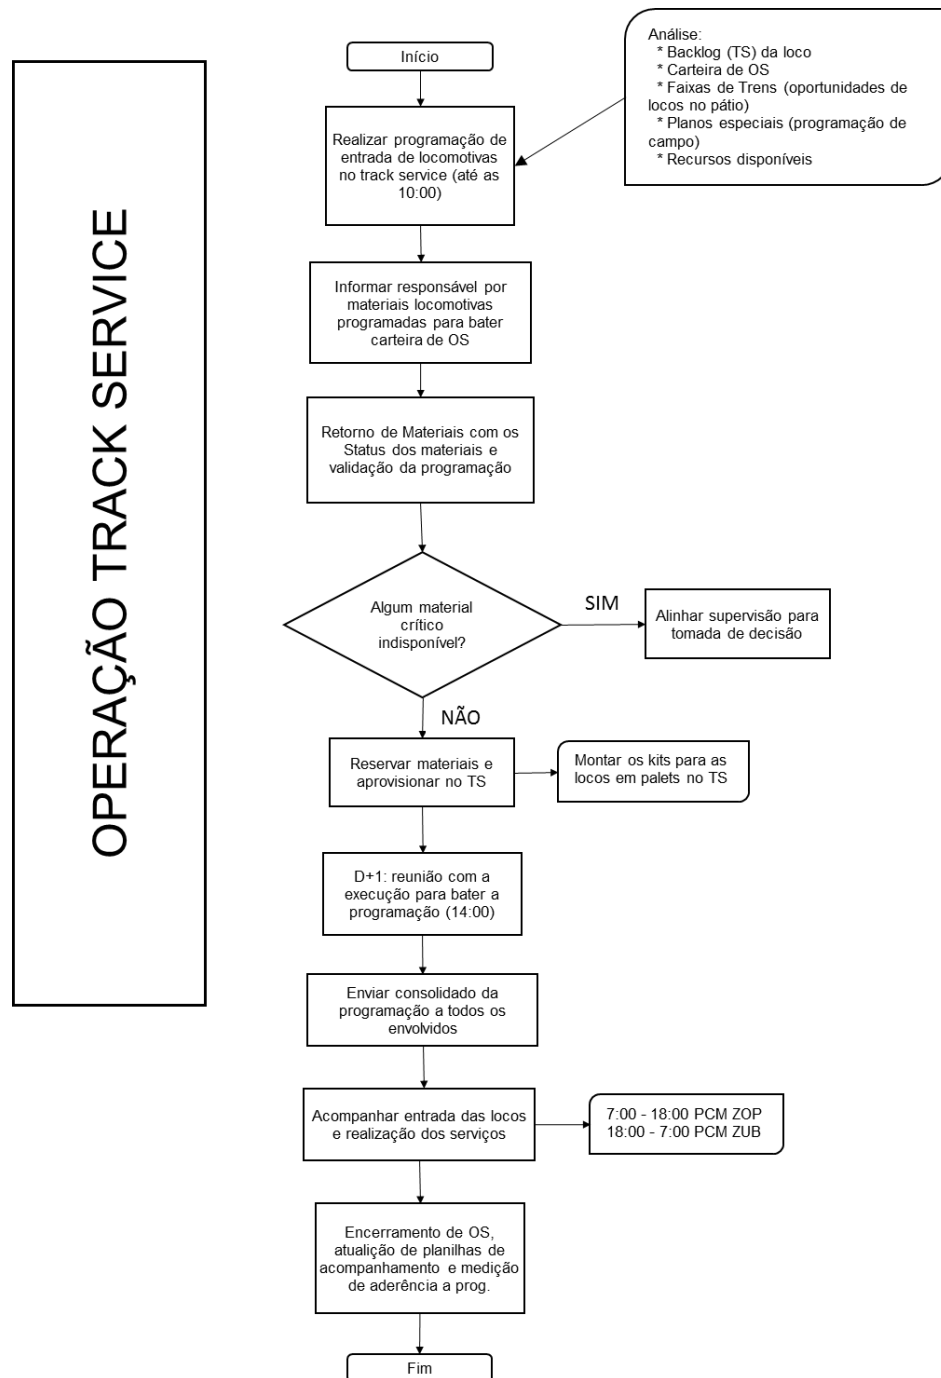 OPERAÇÃO TRACK SERVICE
Início
Análise:
* Backlog (TS) da loco
* Carteira de OS
* Faixas de Trens (oportunidades de
locos no pátio)
* Planos especiais (programação de
campo)
* Recursos disponíveis
Realizar programação de
entrada de locomotivas
no track service (até as
10:00)
Informar responsável por
materiais locomotivas
programadas para bater
carteira de OS
Retorno de Materiais com os
Status dos materiais e
validação da programação
Algum material
crítico
indisponível?
SIM
Alinhar supervisão para
tomada de decisão
NÃO
Reservar materiais e
aprovisionar no TS
Montar os kits para as
locos em palets no TS
D+1: reunião com a
execução para bater a
programação (14:00)
Enviar consolidado da
programação a todos os
envolvidos
Acompanhar entrada das locos
e realização dos serviços
7:00 - 18:00 PCM ZOP
18:00 - 7:00 PCM ZUB
Encerramento de OS,
atualição de planilhas de
acompanhamento e medição
de aderência a prog.
Fim